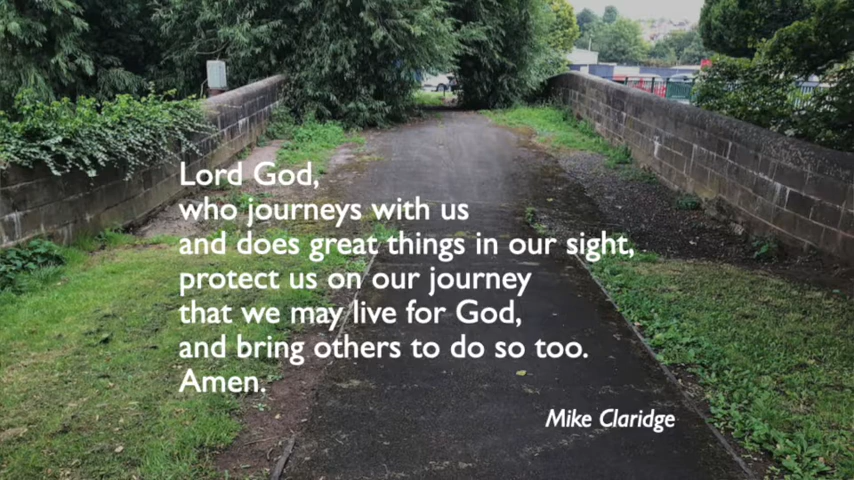 Lord God,
who journeys with us
and does great things in our sight,
protect us on our journey
that we may live for God,
and bring others to do so too.
Amen.
Mike Claridge